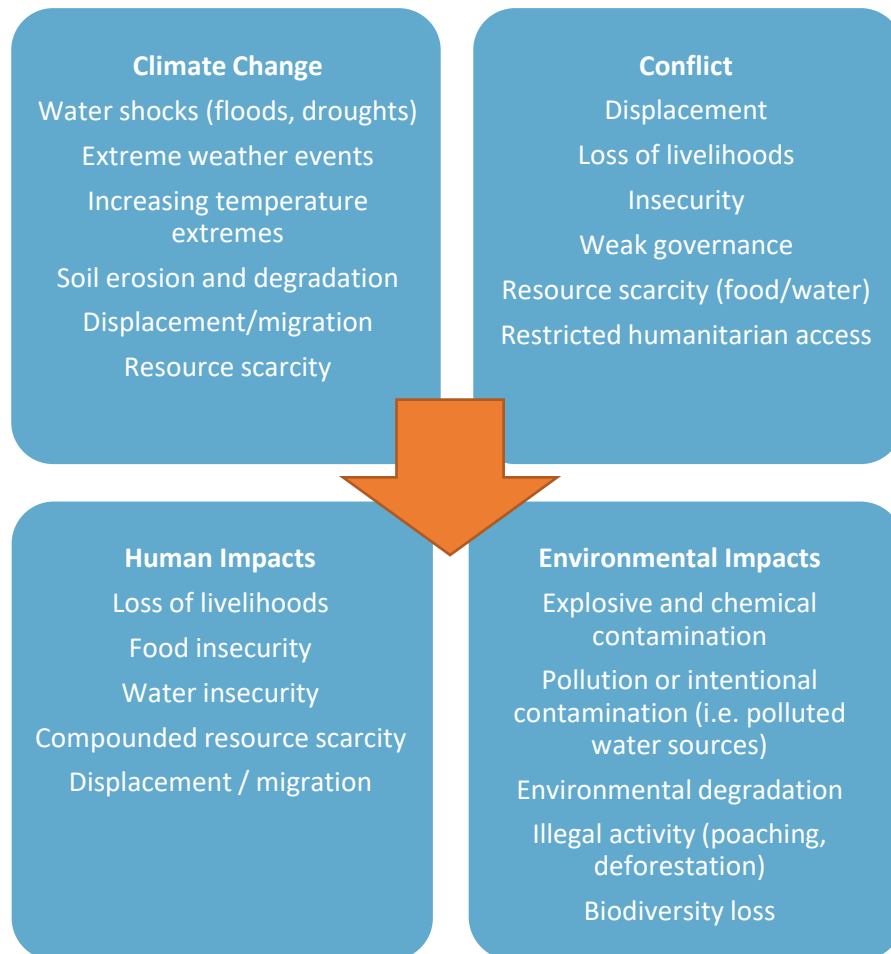 Climate Change
Water shocks (floods, droughts)
Extreme weather events
Increasing temperature
extremes
Soil erosion and degradation
Displacement/migration
Resource scarcity
Conflict
Displacement
Loss of livelihoods
Insecurity
Weak governance
Resource scarcity (food/water)
Restricted humanitarian access
Human Impacts
Loss of livelihoods
Food insecurity
Water insecurity
Compounded resource scarcity
Displacement / migration
Environmental Impacts
Explosive and chemical
contamination
Pollution or intentional
contamination (i.e. polluted
water sources)
Environmental degradation
Illegal activity (poaching,
deforestation)
Biodiversity loss